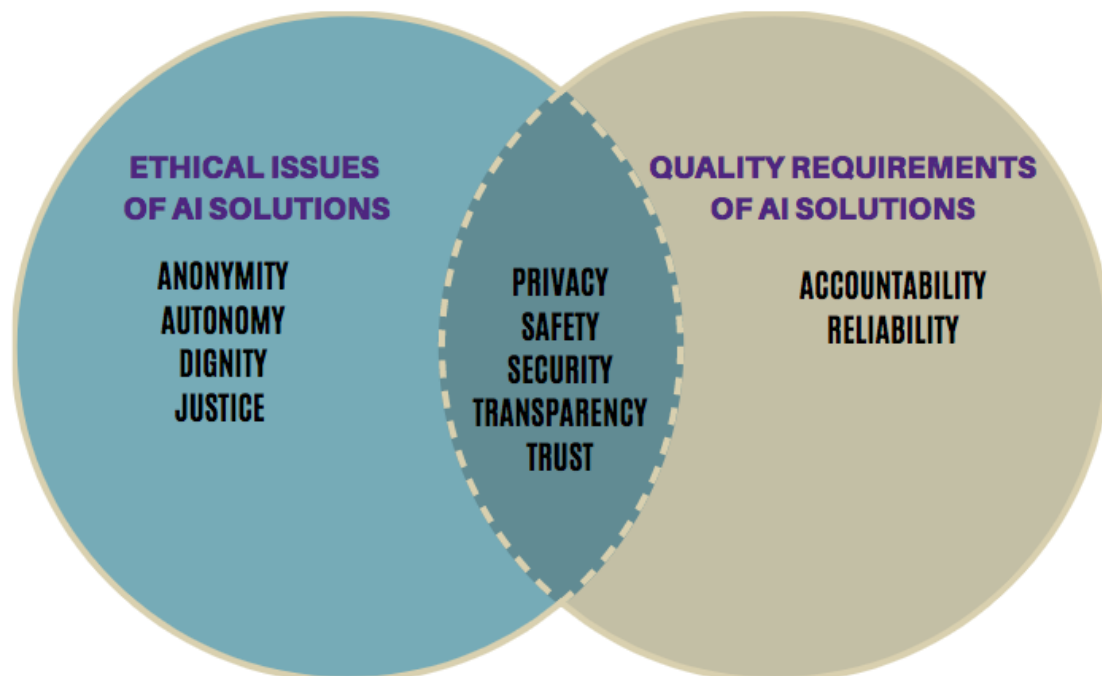 ETHICAL ISSUES
OF AI SOLUTIONS
ANONYMITY
AUTONOMY
DIGNITY
JUSTICE
PRIVACY
SAFETY
SECURITY
TRANSPARENCY
TRUST
QUALITY REQUIREMENTS
OF AI SOLUTIONS
ACCOUNTABILITY
RELIABILITY